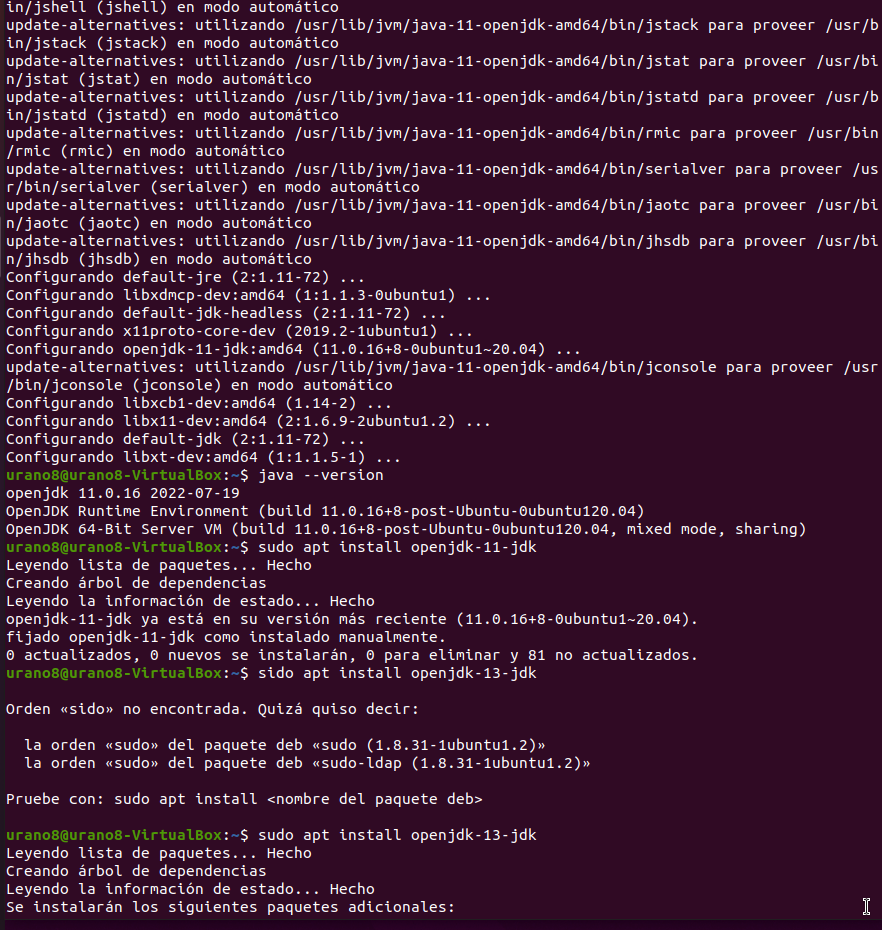 in/jshell (jshell) en modo automático
update-alternatives: utilizando /usr/lib/jvm/java-11-openjdk-amd64/bin/jstack para proveer /usr/b
in/jstack (jstack) en modo automático
update-alternatives: utilizando /usr/lib/jvm/java-11-openjdk-amd64/bin/jstat para proveer /usr/bi
n/jstat (jstat) en modo automático
update-alternatives: utilizando /usr/lib/jvm/java-11-openjdk-amd64/bin/jstatd para proveer /usr/b
in/jstatd (jstatd) en modo automático
update-alternatives: utilizando /usr/lib/jvm/java-11-openjdk-amd64/bin/rmic para proveer /usr/bin
/rmic (rmic) en modo automático
update-alternatives: utilizando /usr/lib/jvm/java-11-openjdk-amd64/bin/serialver para proveer /us
r/bin/serialver (serialver) en modo automático
update-alternatives: utilizando /usr/lib/jvm/java-11-openjdk-amd64/bin/jaotc para proveer /usr/bi
n/jaotc (jaotc) en modo automático
update-alternatives: utilizando /usr/lib/jvm/java-11-openjdk-amd64/bin/jhsdb para proveer /usr/bi
n/jhsdb (jhsdb) en modo automático
Configurando default-jre (2:1.11-72) ...
Configurando libxdmcp-dev:amd64 (1:1.1.3-0ubuntu1) ...
Configurando default-jdk-headless (2:1.11-72) ...
Configurando x11proto-core-dev (2019.2-1ubuntu1) ...
Configurando openjdk-11-jdk:amd64 (11.0.16+8-0ubuntu1~20.04) ...
update-alternatives: utilizando /usr/lib/jvm/java-11-openjdk-amd64/bin/jconsole para proveer /usr
/bin/jconsole (jconsole) en modo automático
Configurando libxcb1-dev:amd64 (1.14-2) ...
Configurando libx11-dev:amd64 (2:1.6.9-2ubuntu1.2) ...
Configurando default-jdk (2:1.11-72) ...
Configurando libxt-dev:amd64 (1:1.1.5-1) ...
urano8@urano8-VirtualBox:~$ java --version
openjdk 11.0.16 2022-07-19
OpenJDK Runtime Environment (build 11.0.16+8-post-Ubuntu-0ubuntu120.04)
OpenJDK 64-Bit Server VM (build 11.0.16+8-post-Ubuntu-0ubuntu120.04, mixed mode, sharing)
urano8@urano8-VirtualBox:~$ sudo apt install openjdk-11-jdk
Leyendo lista de paquetes... Hecho
Creando árbol de dependencias
Leyendo la información de estado... Hecho
openjdk-11-jdk ya está en su versión más reciente (11.0.16+8-0ubuntu1~20.04).
fijado openjdk-11-jdk como instalado manualmente.
0 actualizados, 0 nuevos se instalarán, 0 para eliminar y 81 no actualizados.
urano8@urano8-VirtualBox:~$ sido apt install openjdk-13-jdk
Orden «sido» no encontrada. Quizá quiso decir:
la orden «sudo» del paquete deb «sudo (1.8.31-1ubuntu1.2)»
la orden «sudo» del paquete deb «sudo-ldap (1.8.31-1ubuntu1.2)»
Pruebe con: sudo apt install <nombre del paquete deb>
urano8@urano8-VirtualBox:~$ sudo apt install openjdk-13-jdk
Leyendo lista de paquetes... Hecho
Creando árbol de dependencias
Leyendo la información de estado... Hecho
Se instalarán los siguientes paquetes adicionales: